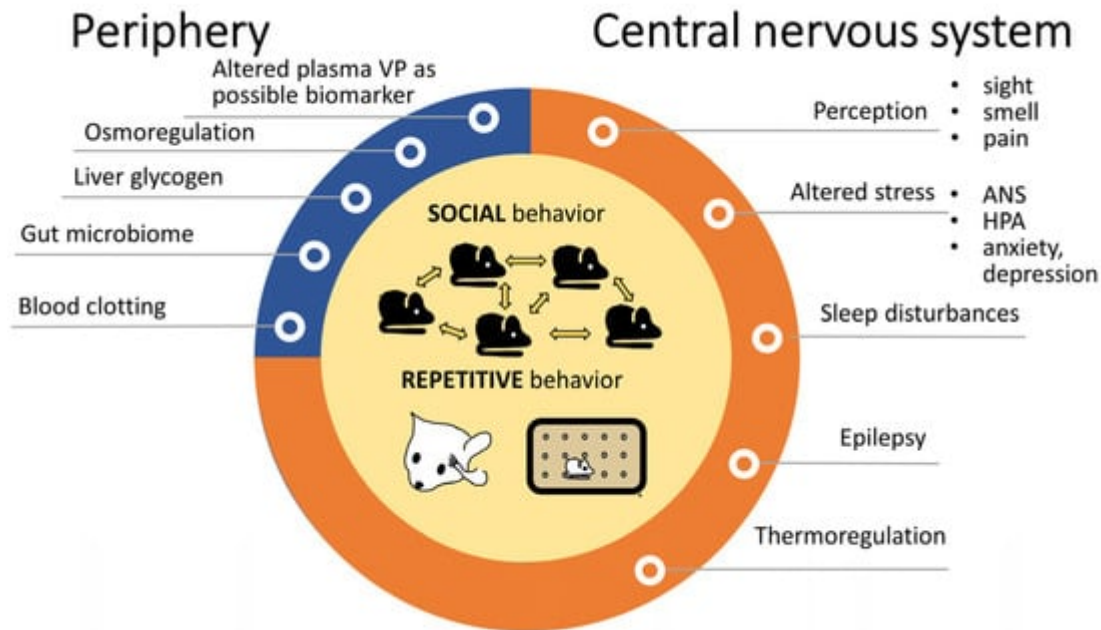 Periphery
Central nervous system
Altered plasma VP as
possible biomarker
Osmoregulation
Liver glycogen
Gut microbiome
Blood clotting
Perception
• sight
• smell
• pain
Altered stress
• ANS
• HPA
• anxiety,
depression
Sleep disturbances
Epilepsy
Thermoregulation
SOCIAL behavior
REPETITIVE behavior